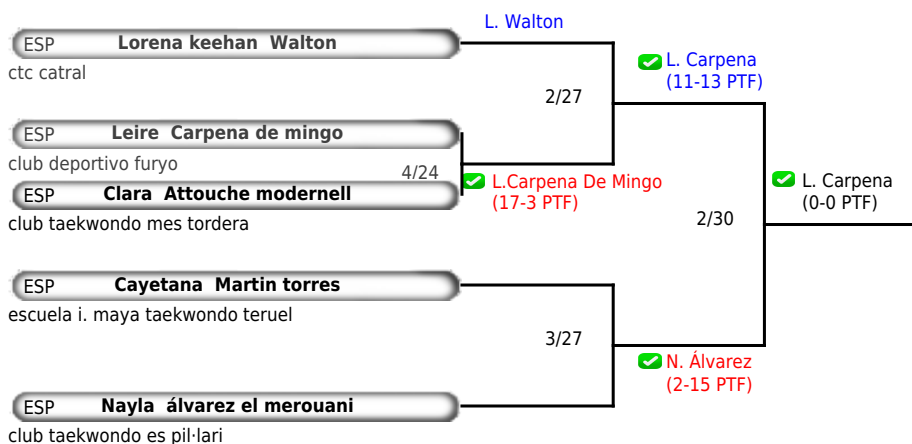 L. Walton
ESP Lorena keehan Walton
ctc catral
L. Carpena
(11-13 PTF)
2/27
ESP Leire Carpena de mingo
club deportivo furyo
4/24
L.Carpena De Mingo
(17-3 PTF)
L. Carpena
(0-0 PTF)
ESP Clara Attouche modernell
club taekwondo mes tordera
2/30
ESP Cayetana Martin torres
escuela i. maya taekwondo teruel
3/27
N. Álvarez
(2-15 PTF)
ESP Nayla álvarez el merouani
club taekwondo es pil·lari